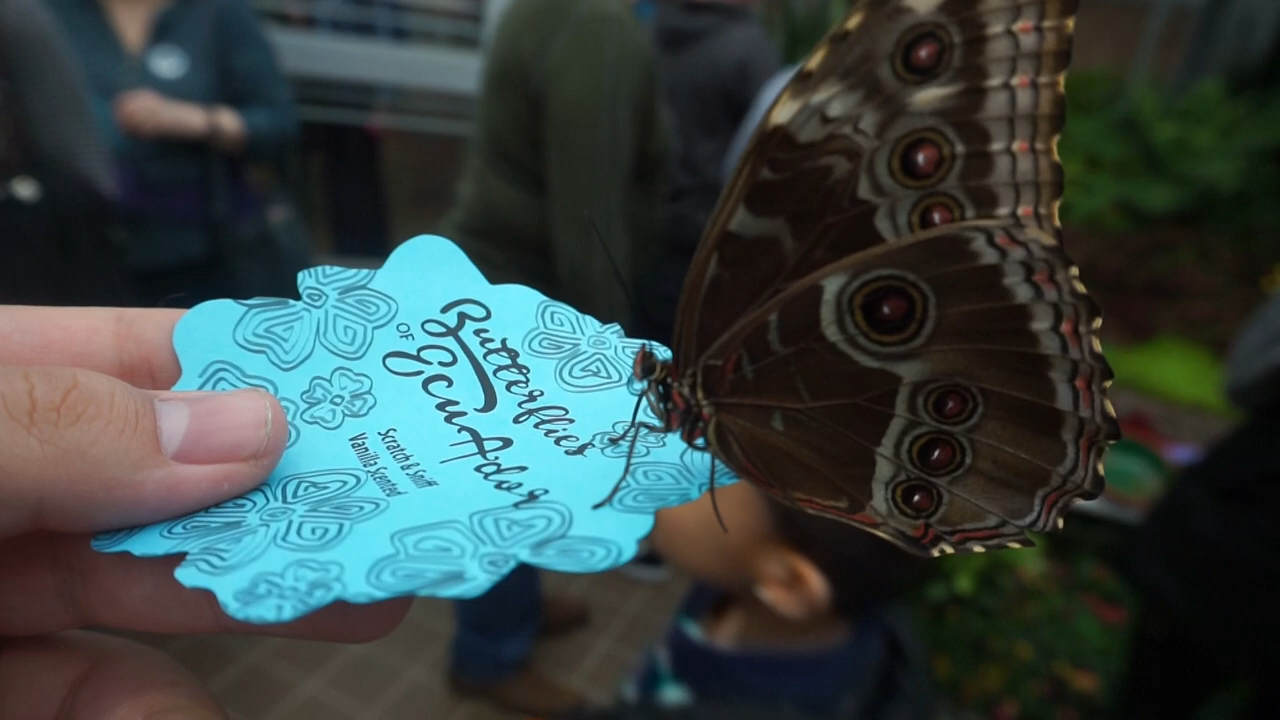 Butterflies
OF
EcuAdor
Scratch & Sniff
Vanilla Scented